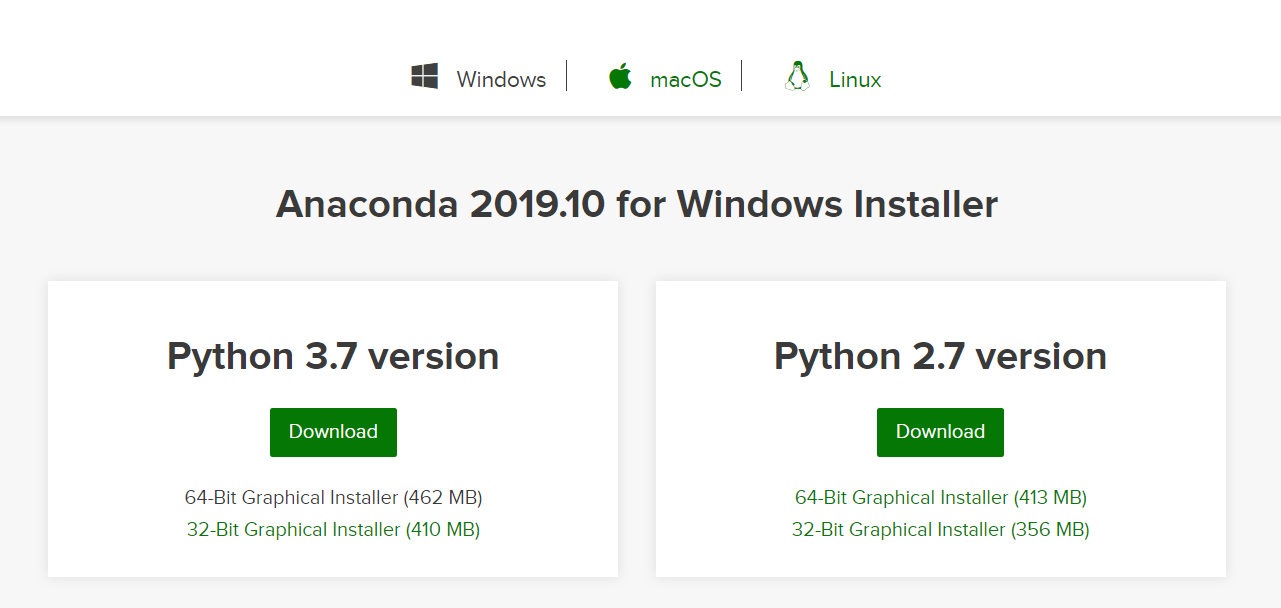 Windows macOS Linux
Anaconda 2019.10 for Windows Installer
Python 3.7 version
Download
64-Bit Graphical Installer (462 MB)
32-Bit Graphical Installer (410 MB)
Python 2.7 version
Download
64-Bit Graphical Installer (413 MB)
32-Bit Graphical Installer (356 MB)